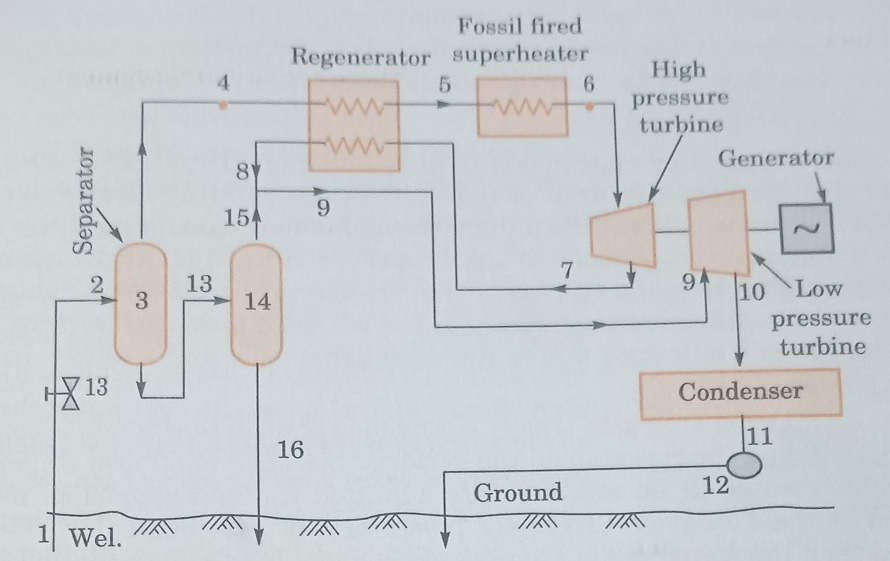 Fossil fired
superheater
Regenerator
High
pressure
turbine
Generator
4
5
6
Separator
8
9
15
~
2
3
13
14
7
9
10
Low
pressure
turbine
13
Condenser
11
16
12
Ground
1
Wel.